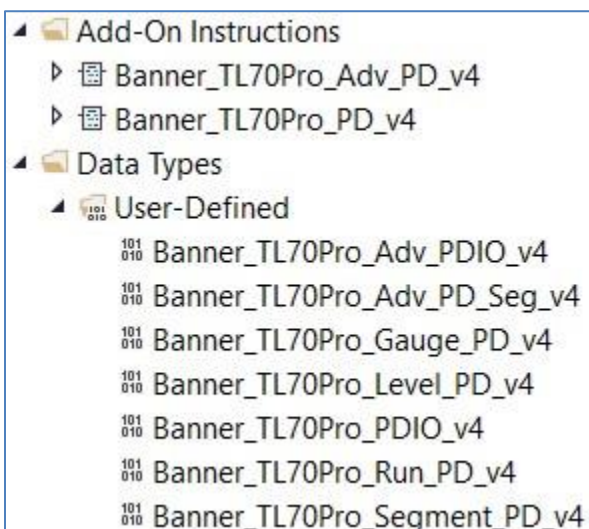 Add-On Instructions
Banner_TL70Pro_Adv_PD_v4
Banner_TL70Pro_PD_v4
Data Types
User-Defined
Banner_TL70Pro_Adv_PDIO_v4
Banner_TL70Pro_Adv_PD_Seg_v4
Banner_TL70Pro_Gauge_PD_v4
Banner_TL70Pro_Level_PD_v4
Banner_TL70Pro_PDIO_v4
Banner_TL70Pro_Run_PD_v4
Banner_TL70Pro_Segment_PD_v4